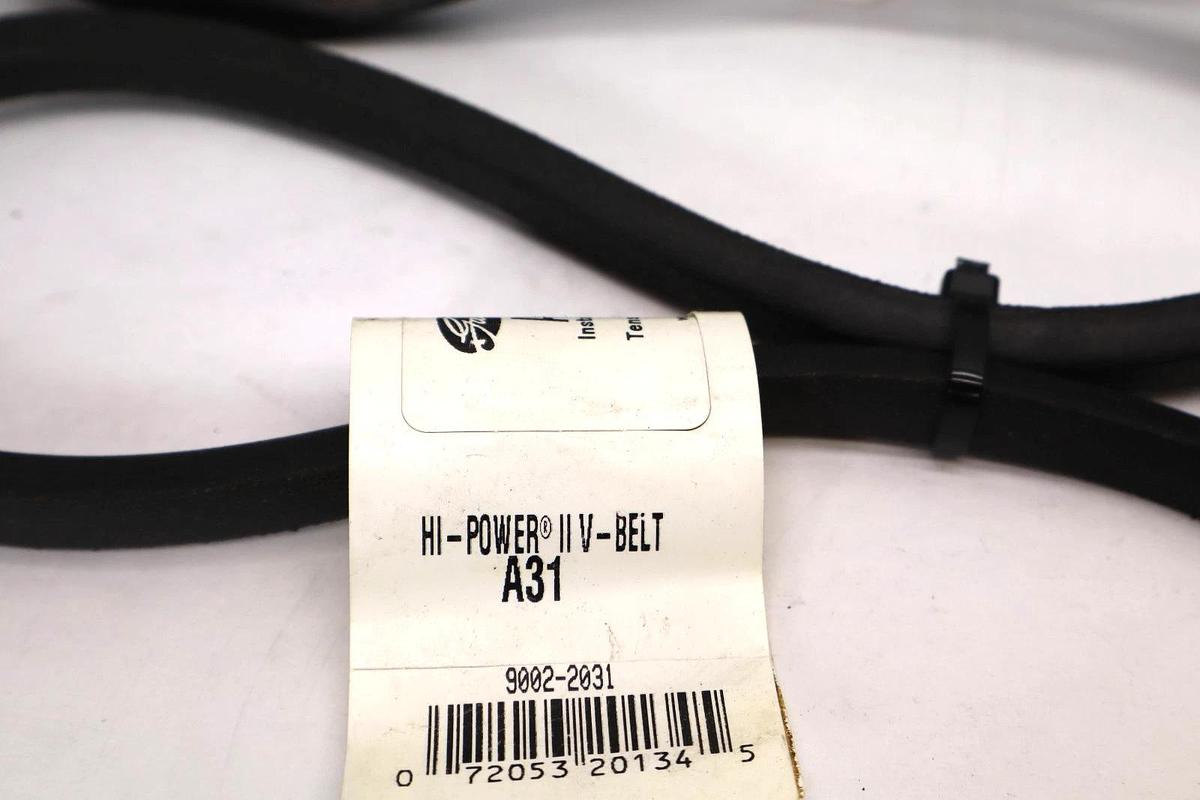 HI-POWER® II V-BELT
A31
9002-2031
0 72053 20134 5